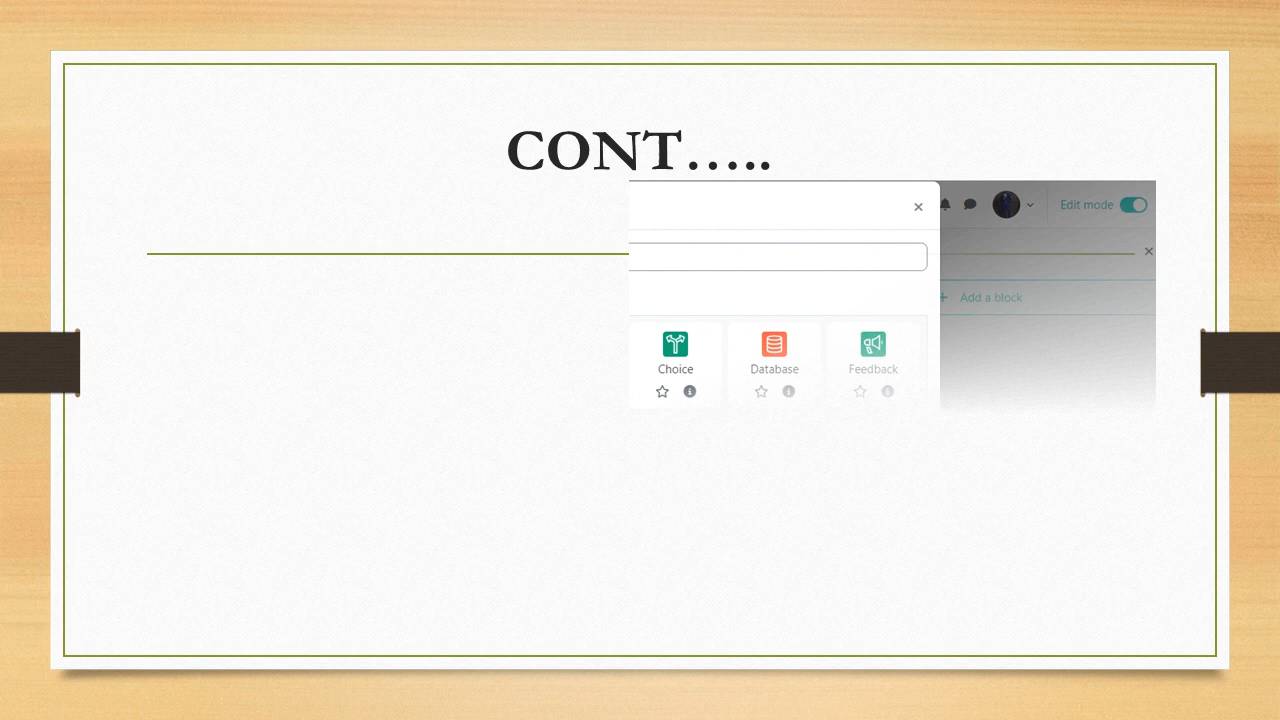 CONT.....
Edit mode
Add a block
Choice
Database
Feedback